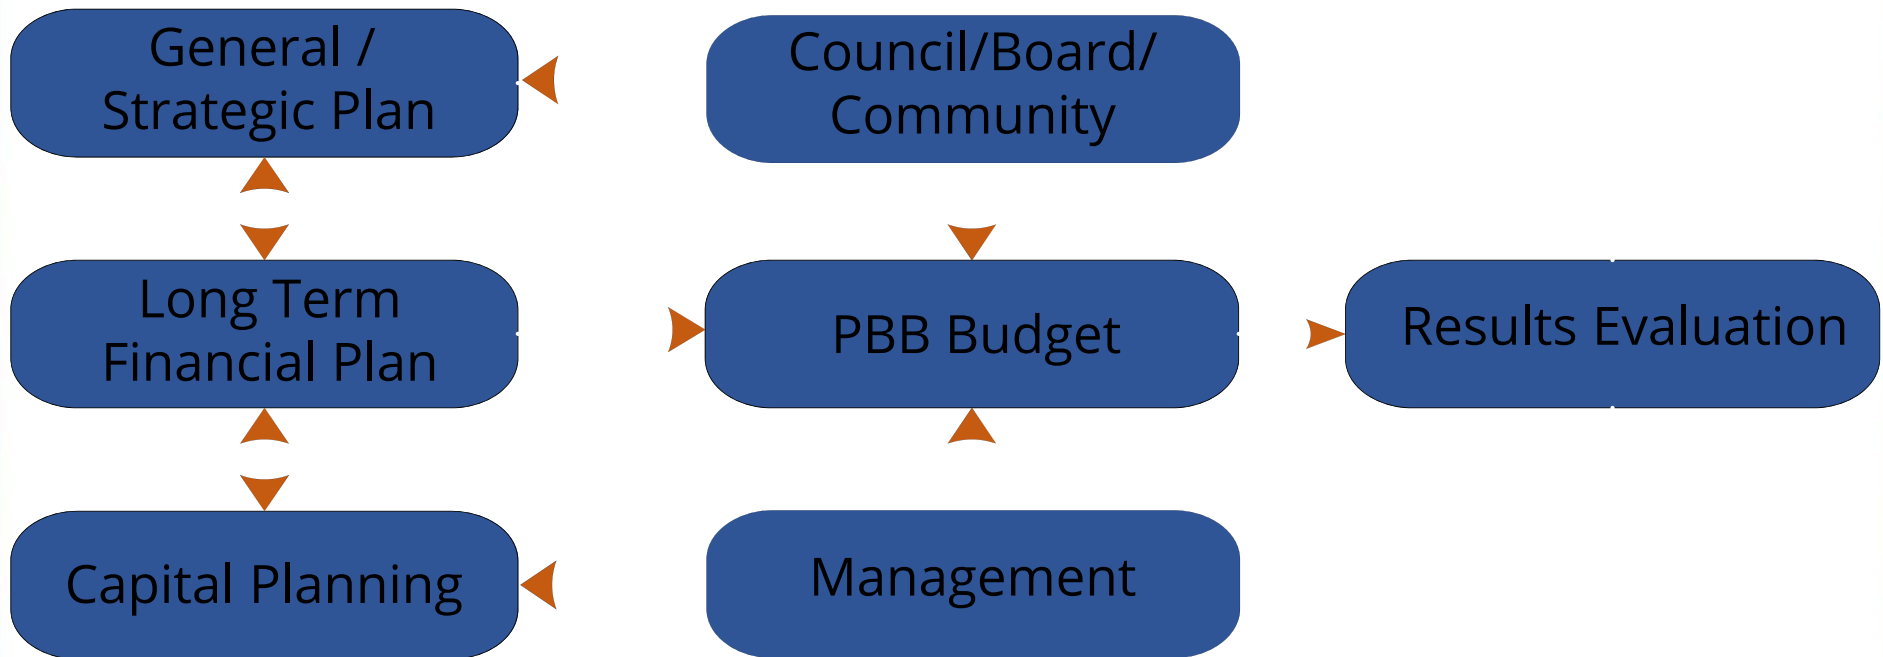 General /
Strategic Plan
Council/Board/
Community
Long Term
Financial Plan
PBB Budget
Results Evaluation
Capital Planning
Management